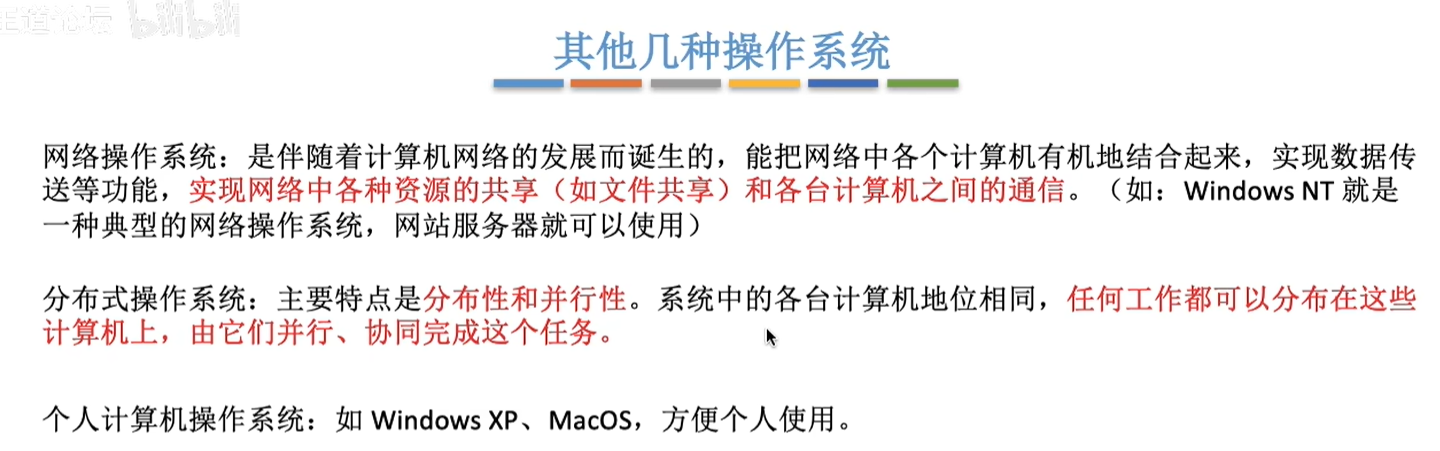 王道论坛 bilibili
其他几种操作系统
网络操作系统：是伴随着计算机网络的发展而诞生的，能把网络中各个计算机有机地结合起来，实现数据传
送等功能，实现网络中各种资源的共享（如文件共享）和各台计算机之间的通信。（如：Windows NT 就是
一种典型的网络操作系统，网站服务器就可以使用）
分布式操作系统：主要特点是分布性和并行性。系统中的各台计算机地位相同，任何工作都可以分布在这些
计算机上，由它们并行、协同完成这个任务。
个人计算机操作系统：如 Windows XP、MacOS，方便个人使用。